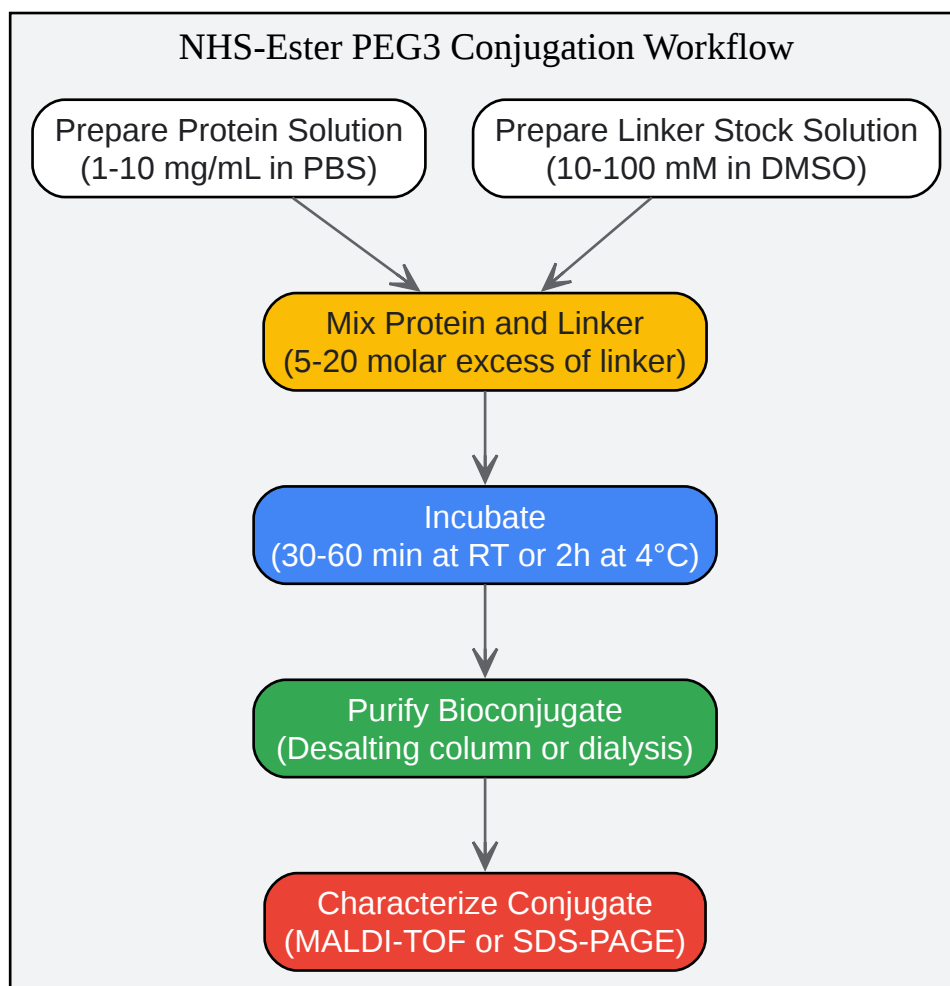 NHS-Ester PEG3 Conjugation Workflow
Prepare Protein Solution
(1-10 mg/mL in PBS)
Prepare Linker Stock Solution
(10-100 mM in DMSO)
Mix Protein and Linker
(5-20 molar excess of linker)
Incubate
(30-60 min at RT or 2h at 4°C)
Purify Bioconjugate
(Desalting column or dialysis)
Characterize Conjugate
(MALDI-TOF or SDS-PAGE)